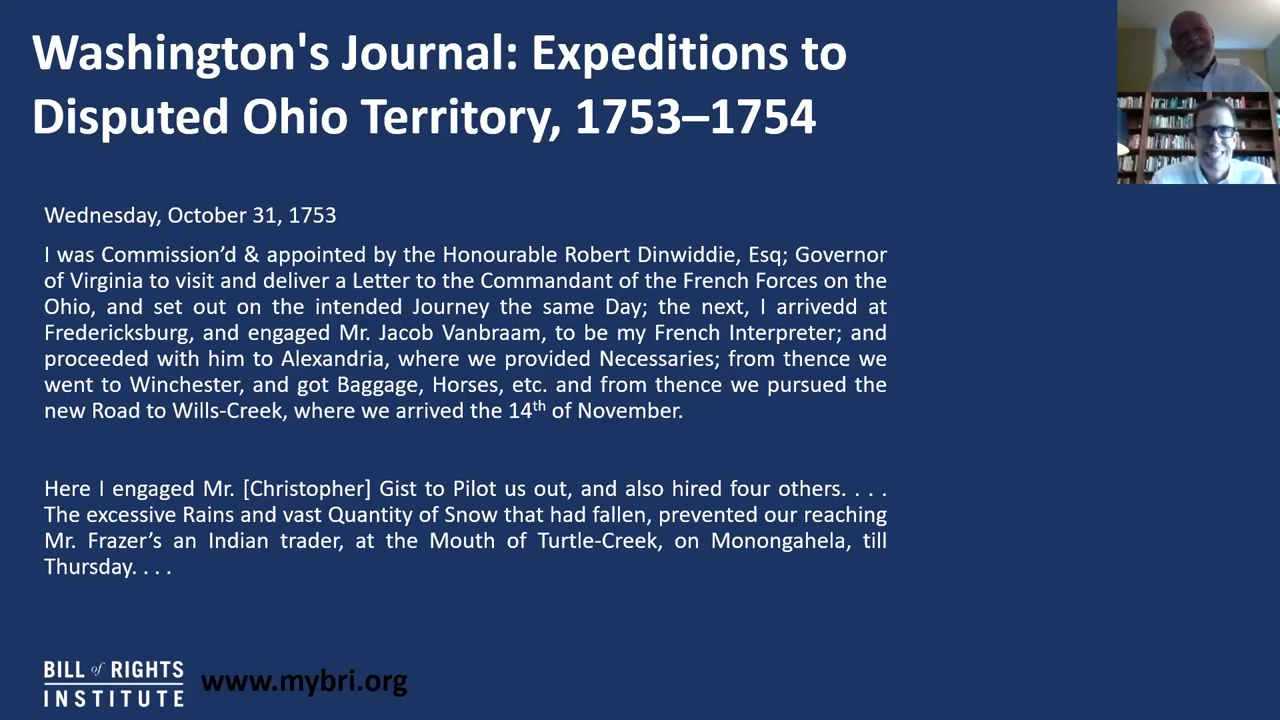 Washington's Journal: Expeditions to
Disputed Ohio Territory, 1753–1754
Wednesday, October 31, 1753
I was Commission’d & appointed by the Honourable Robert Dinwiddie, Esq; Governor
of Virginia to visit and deliver a Letter to the Commandant of the French Forces on the
Ohio, and set out on the intended Journey the same Day; the next, I arrivedd at
Fredericksburg, and engaged Mr. Jacob Vanbraam, to be my French Interpreter; and
proceeded with him to Alexandria, where we provided Necessaries; from thence we
went to Winchester, and got Baggage, Horses, etc. and from thence we pursued the
new Road to Wills-Creek, where we arrived the 14th of November.
Here I engaged Mr. [Christopher] Gist to Pilot us out, and also hired four others. . . .
The excessive Rains and vast Quantity of Snow that had fallen, prevented our reaching
Mr. Frazer’s an Indian trader, at the Mouth of Turtle-Creek, on Monongahela, till
Thursday. . . .
BILL of RIGHTS
INSTITUTE
www.mybri.org